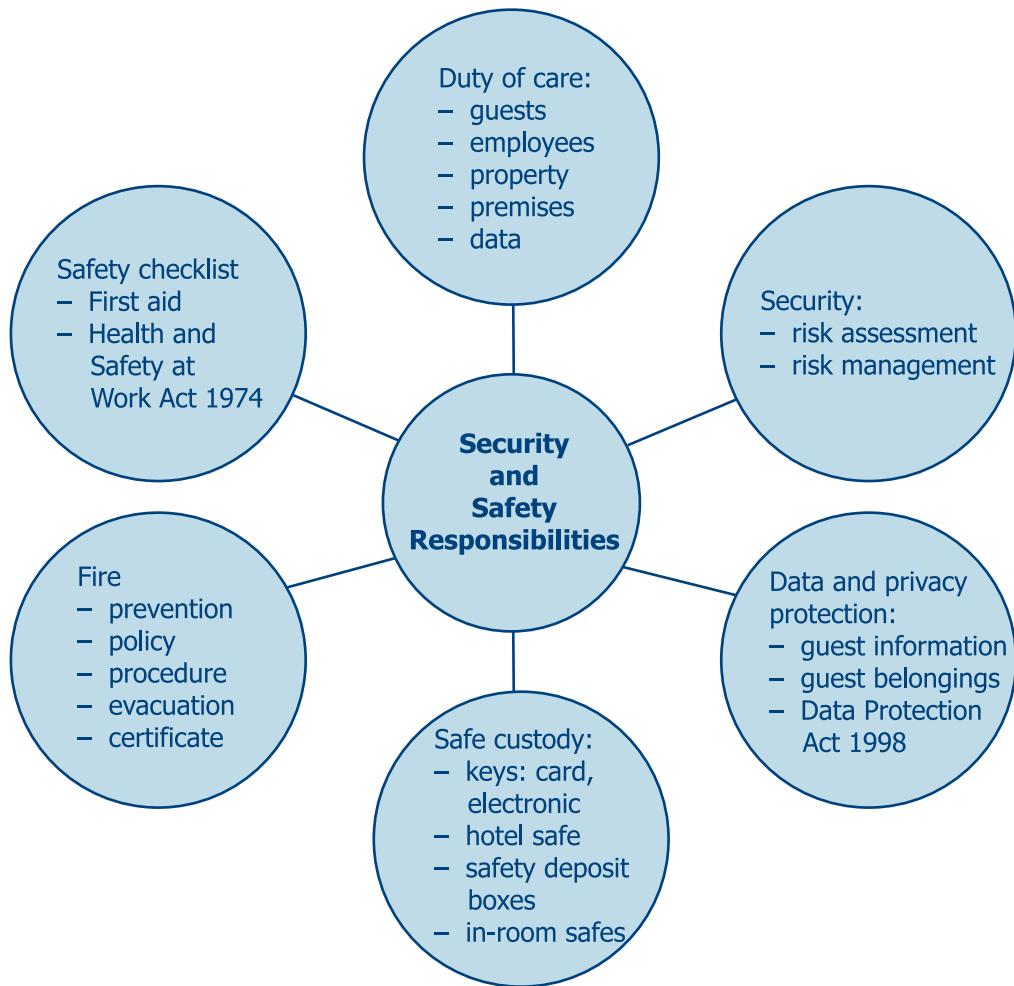 Duty of care:
– guests
– employees
– property
– premises
– data
Safety checklist
– First aid
– Health and
Safety at
Work Act 1974
Security:
– risk assessment
– risk management
Security
and
Safety
Responsibilities
Fire
– prevention
– policy
– procedure
– evacuation
– certificate
Data and privacy
protection:
– guest information
– guest belongings
– Data Protection
Act 1998
Safe custody:
– keys: card,
electronic
– hotel safe
– safety deposit
boxes
– in-room safes